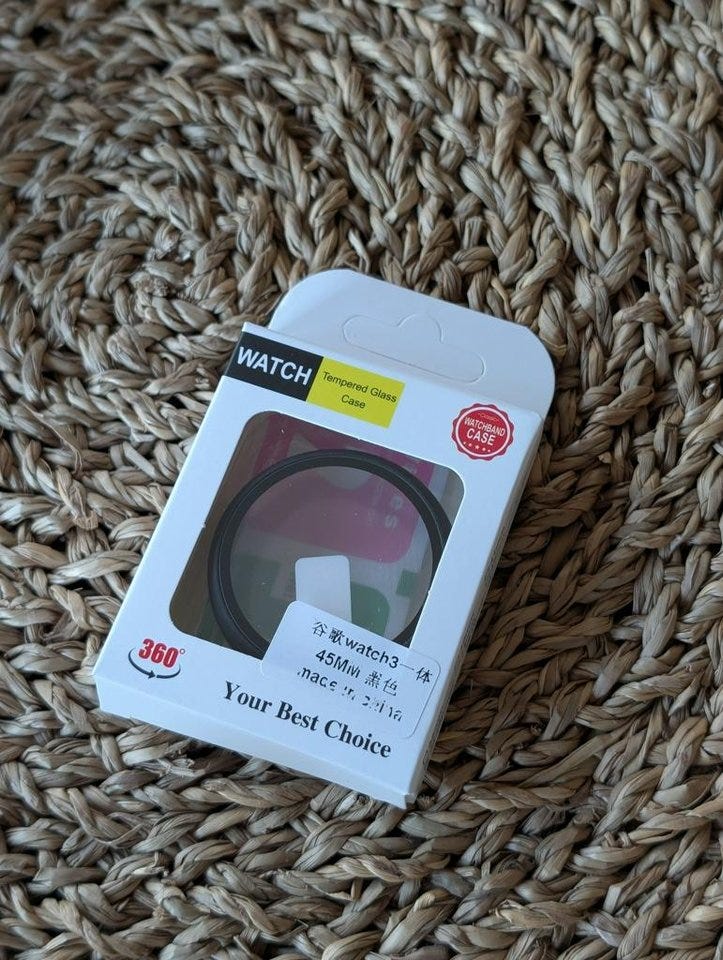 WATCH
Tempered Glass
Case
CLASSIC
WATCHBAND
CASE
谷歌watch3一体
45MM 黑色
made in china
360°
Your Best Choice